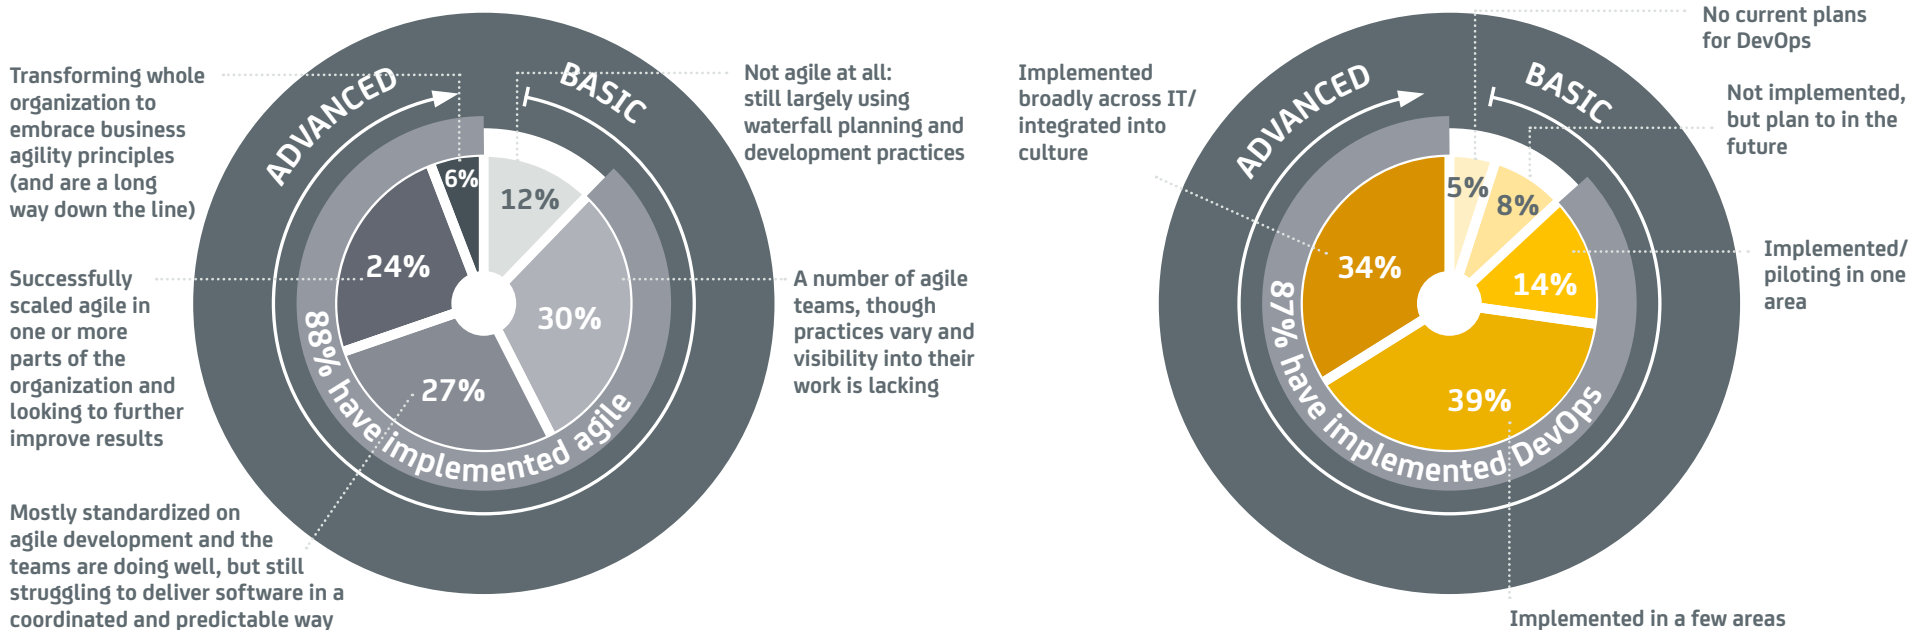 Transforming whole
organization to
embrace business
agility principles
(and are a long
way down the line)
Successfully
scaled agile in
one or more
parts of the
organization and
looking to further
improve results
Mostly standardized on
agile development and the
teams are doing well, but still
struggling to deliver software in a
coordinated and predictable way
ADVANCED
BASIC
6%
12%
24%
30%
27%
88% have implemented agile
Not agile at all:
still largely using
waterfall planning and
development practices
A number of agile
teams, though
practices vary and
visibility into their
work is lacking
Implemented
broadly across IT/
integrated into
culture
ADVANCED
BASIC
5%
8%
34%
14%
39%
87% have implemented DevOps
No current plans
for DevOps
Not implemented,
but plan to in the
future
Implemented/
piloting in one
area
Implemented in a few areas